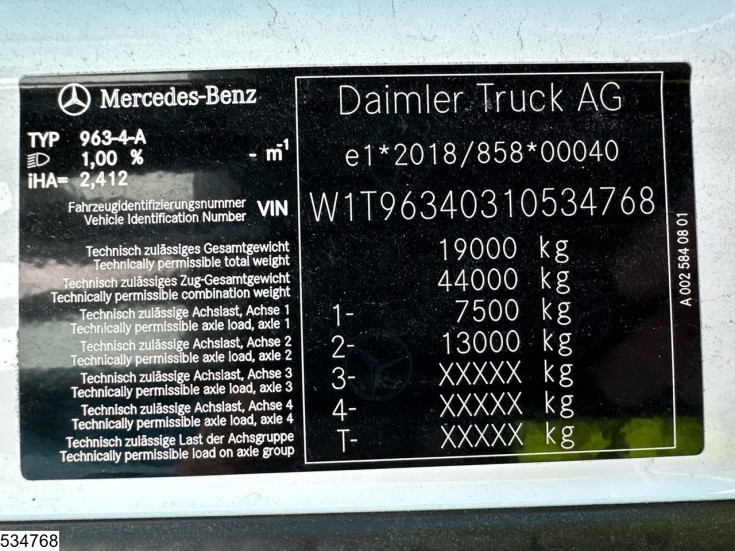 Mercedes-Benz
TYP 963-4-A
1,00 % - m-1
iHA= 2,412
Daimler Truck AG
e1*2018/858*00040
Fahrzeugidentifizierungsnummer
Vehicle Identification Number VIN W1T96340310534768
Technisch zulässiges Gesamtgewicht
Technically permissible total weight 19000 kg
Technisch zulässiges Zug-Gesamtgewicht
Technically permissible combination weight 44000 kg
Technisch zulässige Achslast, Achse 1
Technically permissible axle load, axle 1 1- 7500 kg
Technisch zulässige Achslast, Achse 2
Technically permissible axle load, axle 2 2- 13000 kg
Technisch zulässige Achslast, Achse 3
Technically permissible axle load, axle 3 3- XXXXX kg
Technisch zulässige Achslast, Achse 4
Technically permissible axle load, axle 4 4- XXXXX kg
Technisch zulässige Last der Achsgruppe
Technically permissible load on axle group T- XXXXX kg
A 002 584 08 01
534768